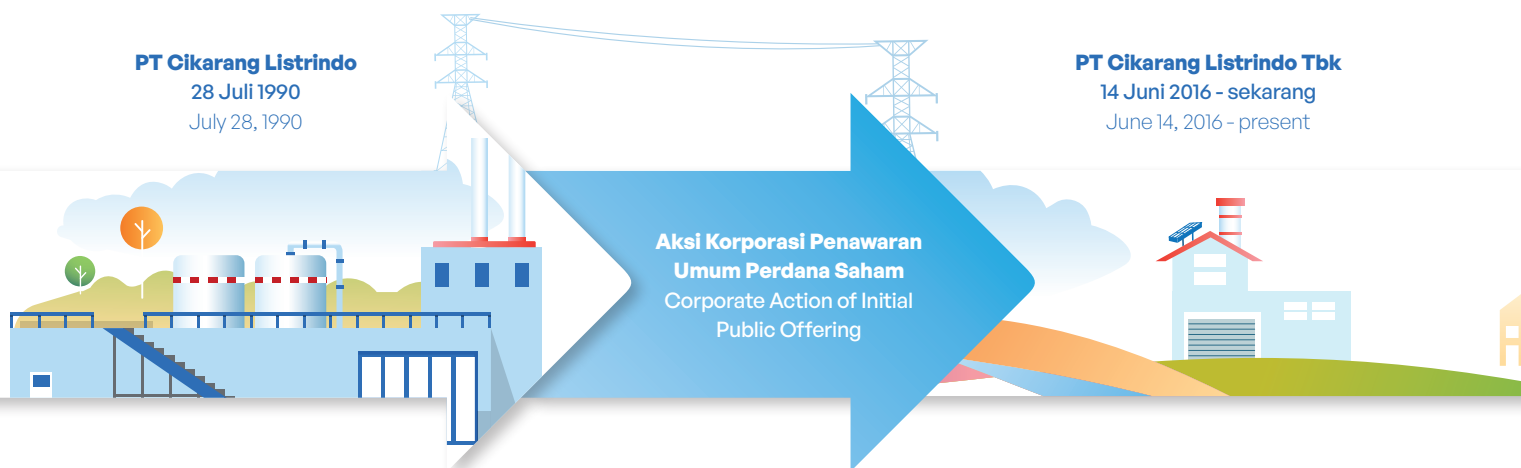 PT Cikarang Listrindo
28 Juli 1990
July 28, 1990
Aksi Korporasi Penawaran
Umum Perdana Saham
Corporate Action of Initial
Public Offering
PT Cikarang Listrindo Tbk
14 Juni 2016 - sekarang
June 14, 2016 - present